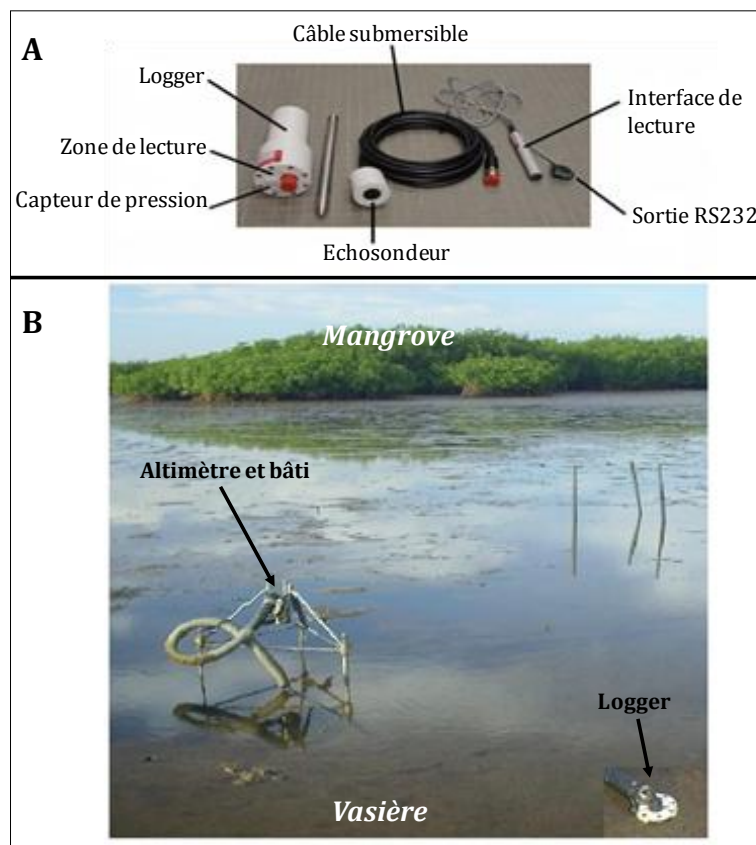 A
Câble submersible
Logger
Zone de lecture
Capteur de pression
Interface de
lecture
Sortie RS232
Echosondeur
B
Mangrove
Altimètre et bâti
Logger
Vasière